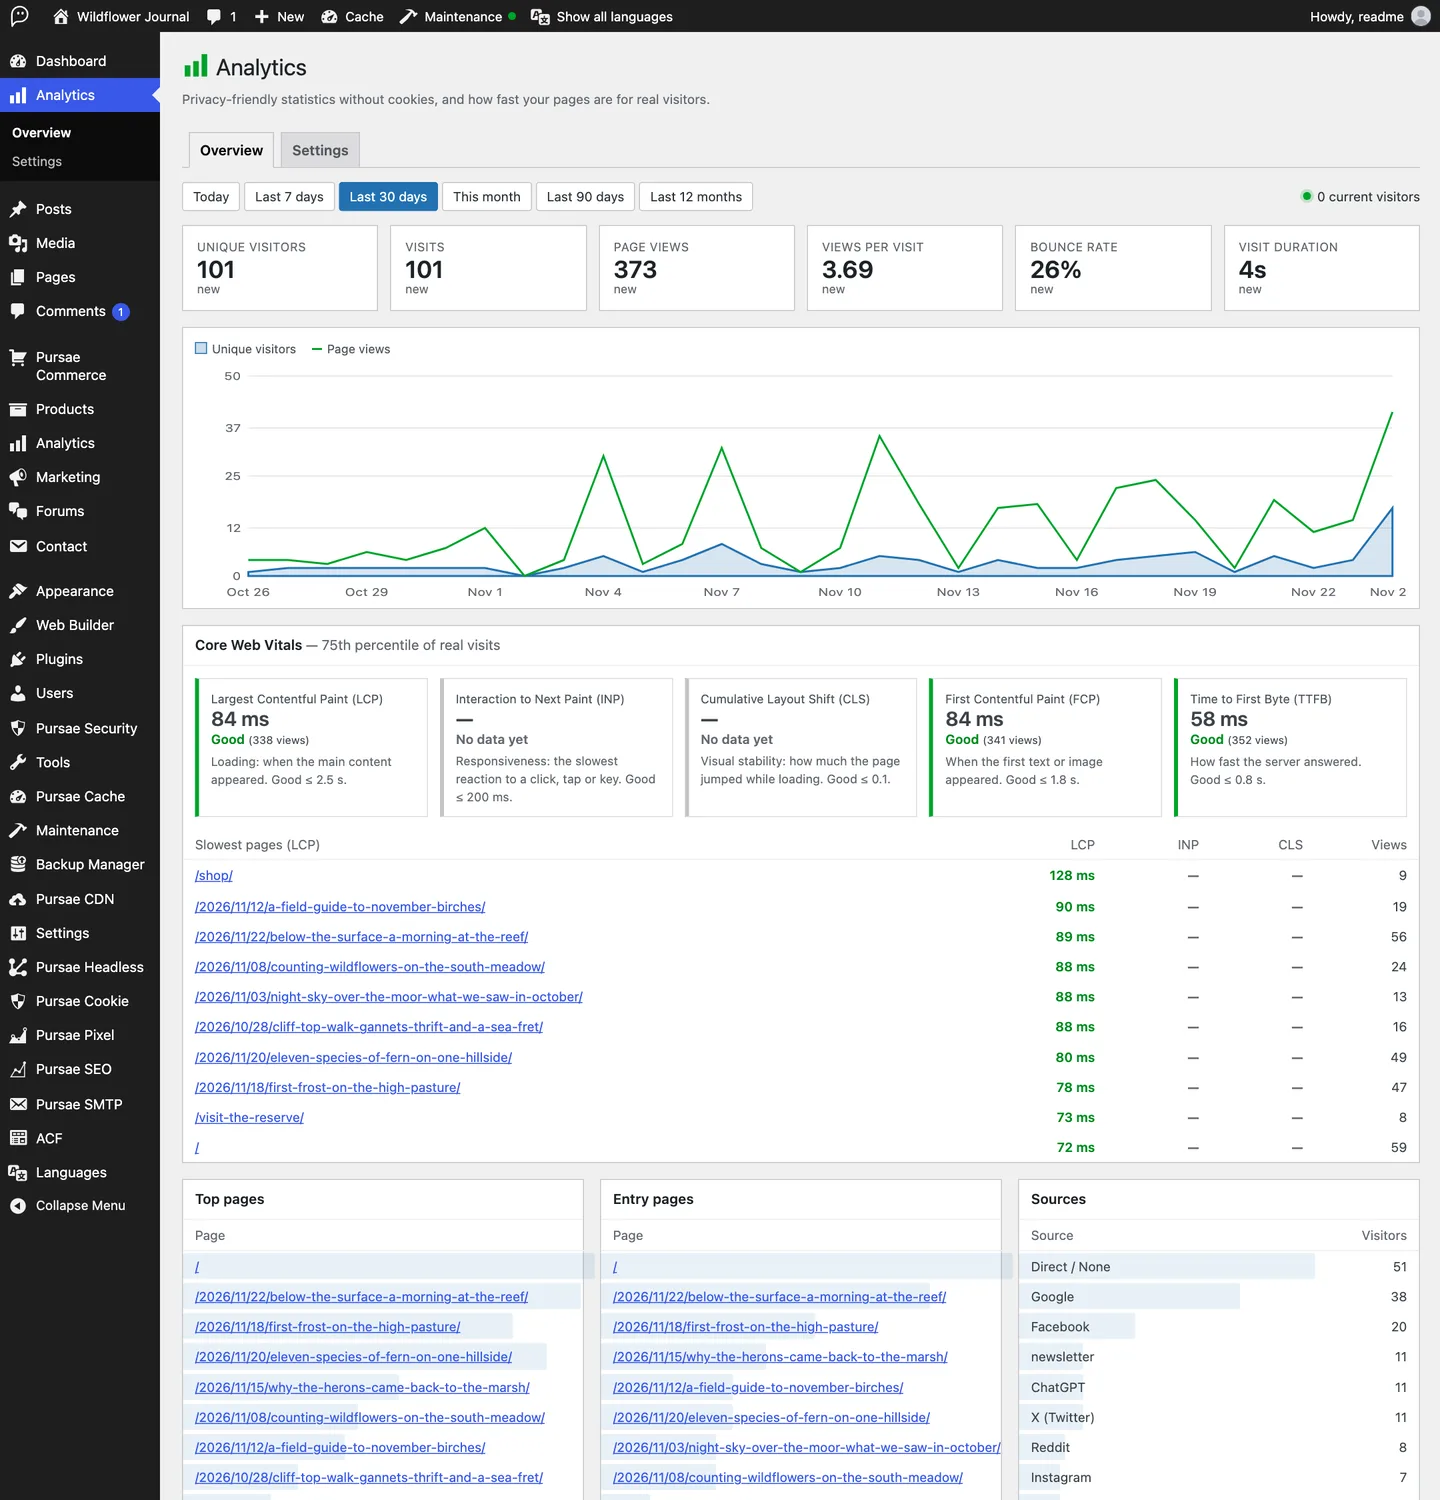 Wildflower Journal
1
New
Cache
Maintenance
Show all languages
Howdy, readme
Dashboard
Analytics
Overview
Settings
Posts
Media
Pages
Comments 1
Pursae
Commerce
Products
Analytics
Marketing
Forums
Contact
Appearance
Web Builder
Plugins
Users
Pursae Security
Tools
Pursae Cache
Maintenance
Backup Manager
Pursae CDN
Settings
Pursae Headless
Pursae Cookie
Pursae Pixel
Pursae SEO
Pursae SMTP
ACF
Languages
Collapse Menu
Analytics
Privacy-friendly statistics without cookies, and how fast your pages are for real visitors.
Overview
Settings
Today
Last 7 days
Last 30 days
This month
Last 90 days
Last 12 months
0 current visitors
UNIQUE VISITORS
101
new
VISITS
101
new
PAGE VIEWS
373
new
VIEWS PER VISIT
3.69
new
BOUNCE RATE
26%
new
VISIT DURATION
4s
new
Unique visitors
Page views
50
37
25
12
0
Oct 26
Oct 29
Nov 1
Nov 4
Nov 7
Nov 10
Nov 13
Nov 16
Nov 19
Nov 22
Nov 2
Core Web Vitals — 75th percentile of real visits
Largest Contentful Paint (LCP)
84 ms
Good (338 views)
Loading: when the main content
appeared. Good ≤ 2.5 s.
Interaction to Next Paint (INP)
—
No data yet
Responsiveness: the slowest
reaction to a click, tap or key. Good
≤ 200 ms.
Cumulative Layout Shift (CLS)
—
No data yet
Visual stability: how much the page
jumped while loading. Good ≤ 0.1.
First Contentful Paint (FCP)
84 ms
Good (341 views)
When the first text or image
appeared. Good ≤ 1.8 s.
Time to First Byte (TTFB)
58 ms
Good (352 views)
How fast the server answered.
Good ≤ 0.8 s.
Slowest pages (LCP) LCP INP CLS Views
/shop/ 128 ms — — 9
/2026/11/12/a-field-guide-to-november-birches/ 90 ms — — 19
/2026/11/22/below-the-surface-a-morning-at-the-reef/ 89 ms — — 56
/2026/11/08/counting-wildflowers-on-the-south-meadow/ 88 ms — — 24
/2026/11/03/night-sky-over-the-moor-what-we-saw-in-october/ 88 ms — — 13
/2026/10/28/cliff-top-walk-gannets-thrift-and-a-sea-fret/ 88 ms — — 16
/2026/11/20/eleven-species-of-fern-on-one-hillside/ 80 ms — — 49
/2026/11/18/first-frost-on-the-high-pasture/ 78 ms — — 47
/visit-the-reserve/ 73 ms — — 8
/ 72 ms — — 59
Top pages
Page
/
/2026/11/22/below-the-surface-a-morning-at-the-reef/
/2026/11/18/first-frost-on-the-high-pasture/
/2026/11/20/eleven-species-of-fern-on-one-hillside/
/2026/11/15/why-the-herons-came-back-to-the-marsh/
/2026/11/08/counting-wildflowers-on-the-south-meadow/
/2026/11/12/a-field-guide-to-november-birches/
/2026/10/28/cliff-top-walk-gannets-thrift-and-a-sea-fret/
Entry pages
Page
/
/2026/11/22/below-the-surface-a-morning-at-the-reef/
/2026/11/18/first-frost-on-the-high-pasture/
/2026/11/15/why-the-herons-came-back-to-the-marsh/
/2026/11/12/a-field-guide-to-november-birches/
/2026/11/20/eleven-species-of-fern-on-one-hillside/
/2026/11/03/night-sky-over-the-moor-what-we-saw-in-october/
/2026/11/08/counting-wildflowers-on-the-south-meadow/
Sources
Source Visitors
Direct / None 51
Google 38
Facebook 20
newsletter 11
ChatGPT 11
X (Twitter) 11
Reddit 8
Instagram 7